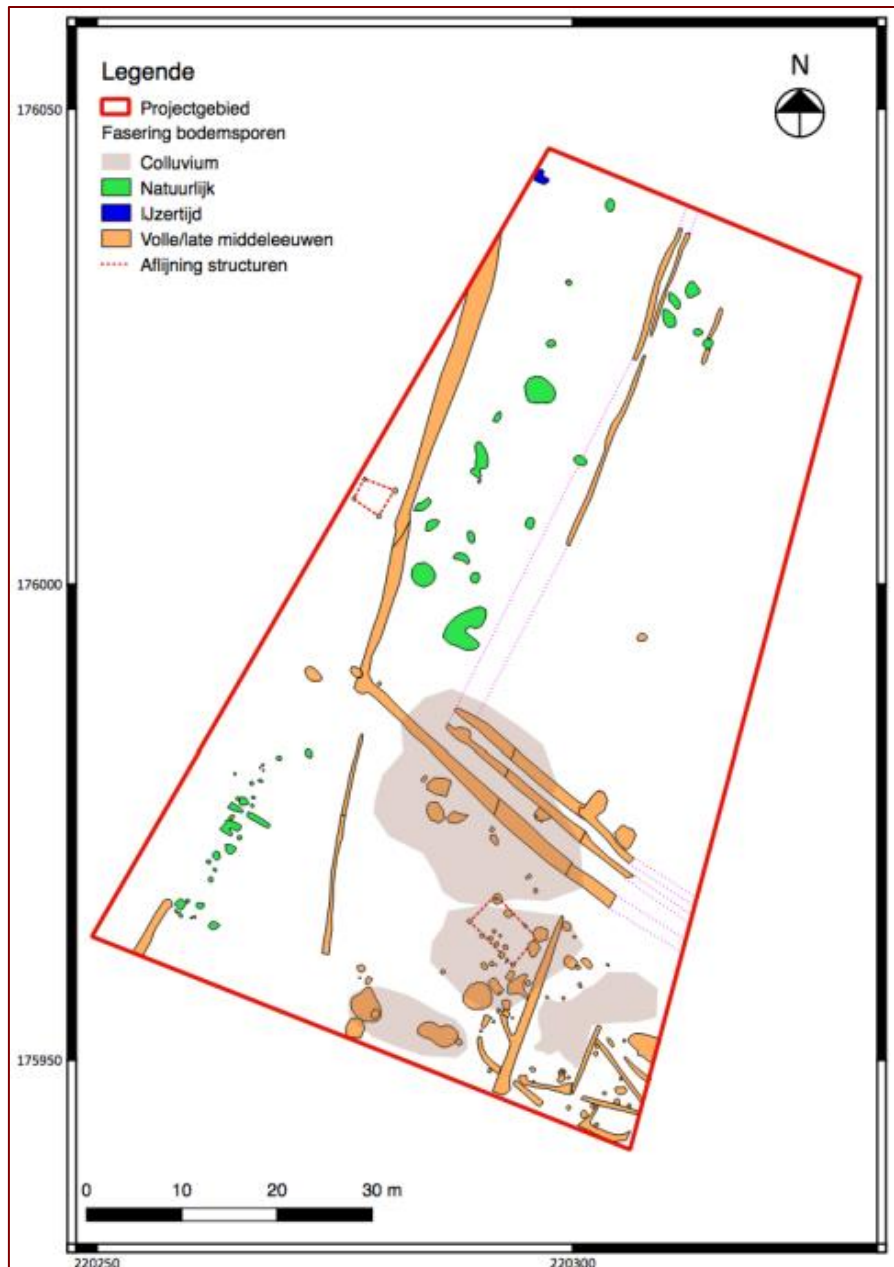 Legende
Projectgebied
Fasering bodemsporen
Colluvium
Natuurlijk
IJzertijd
Volle/late middeleeuwen
Aflijning structuren
N
176050
176000
175950
0 10 20 30 m
220250 220300